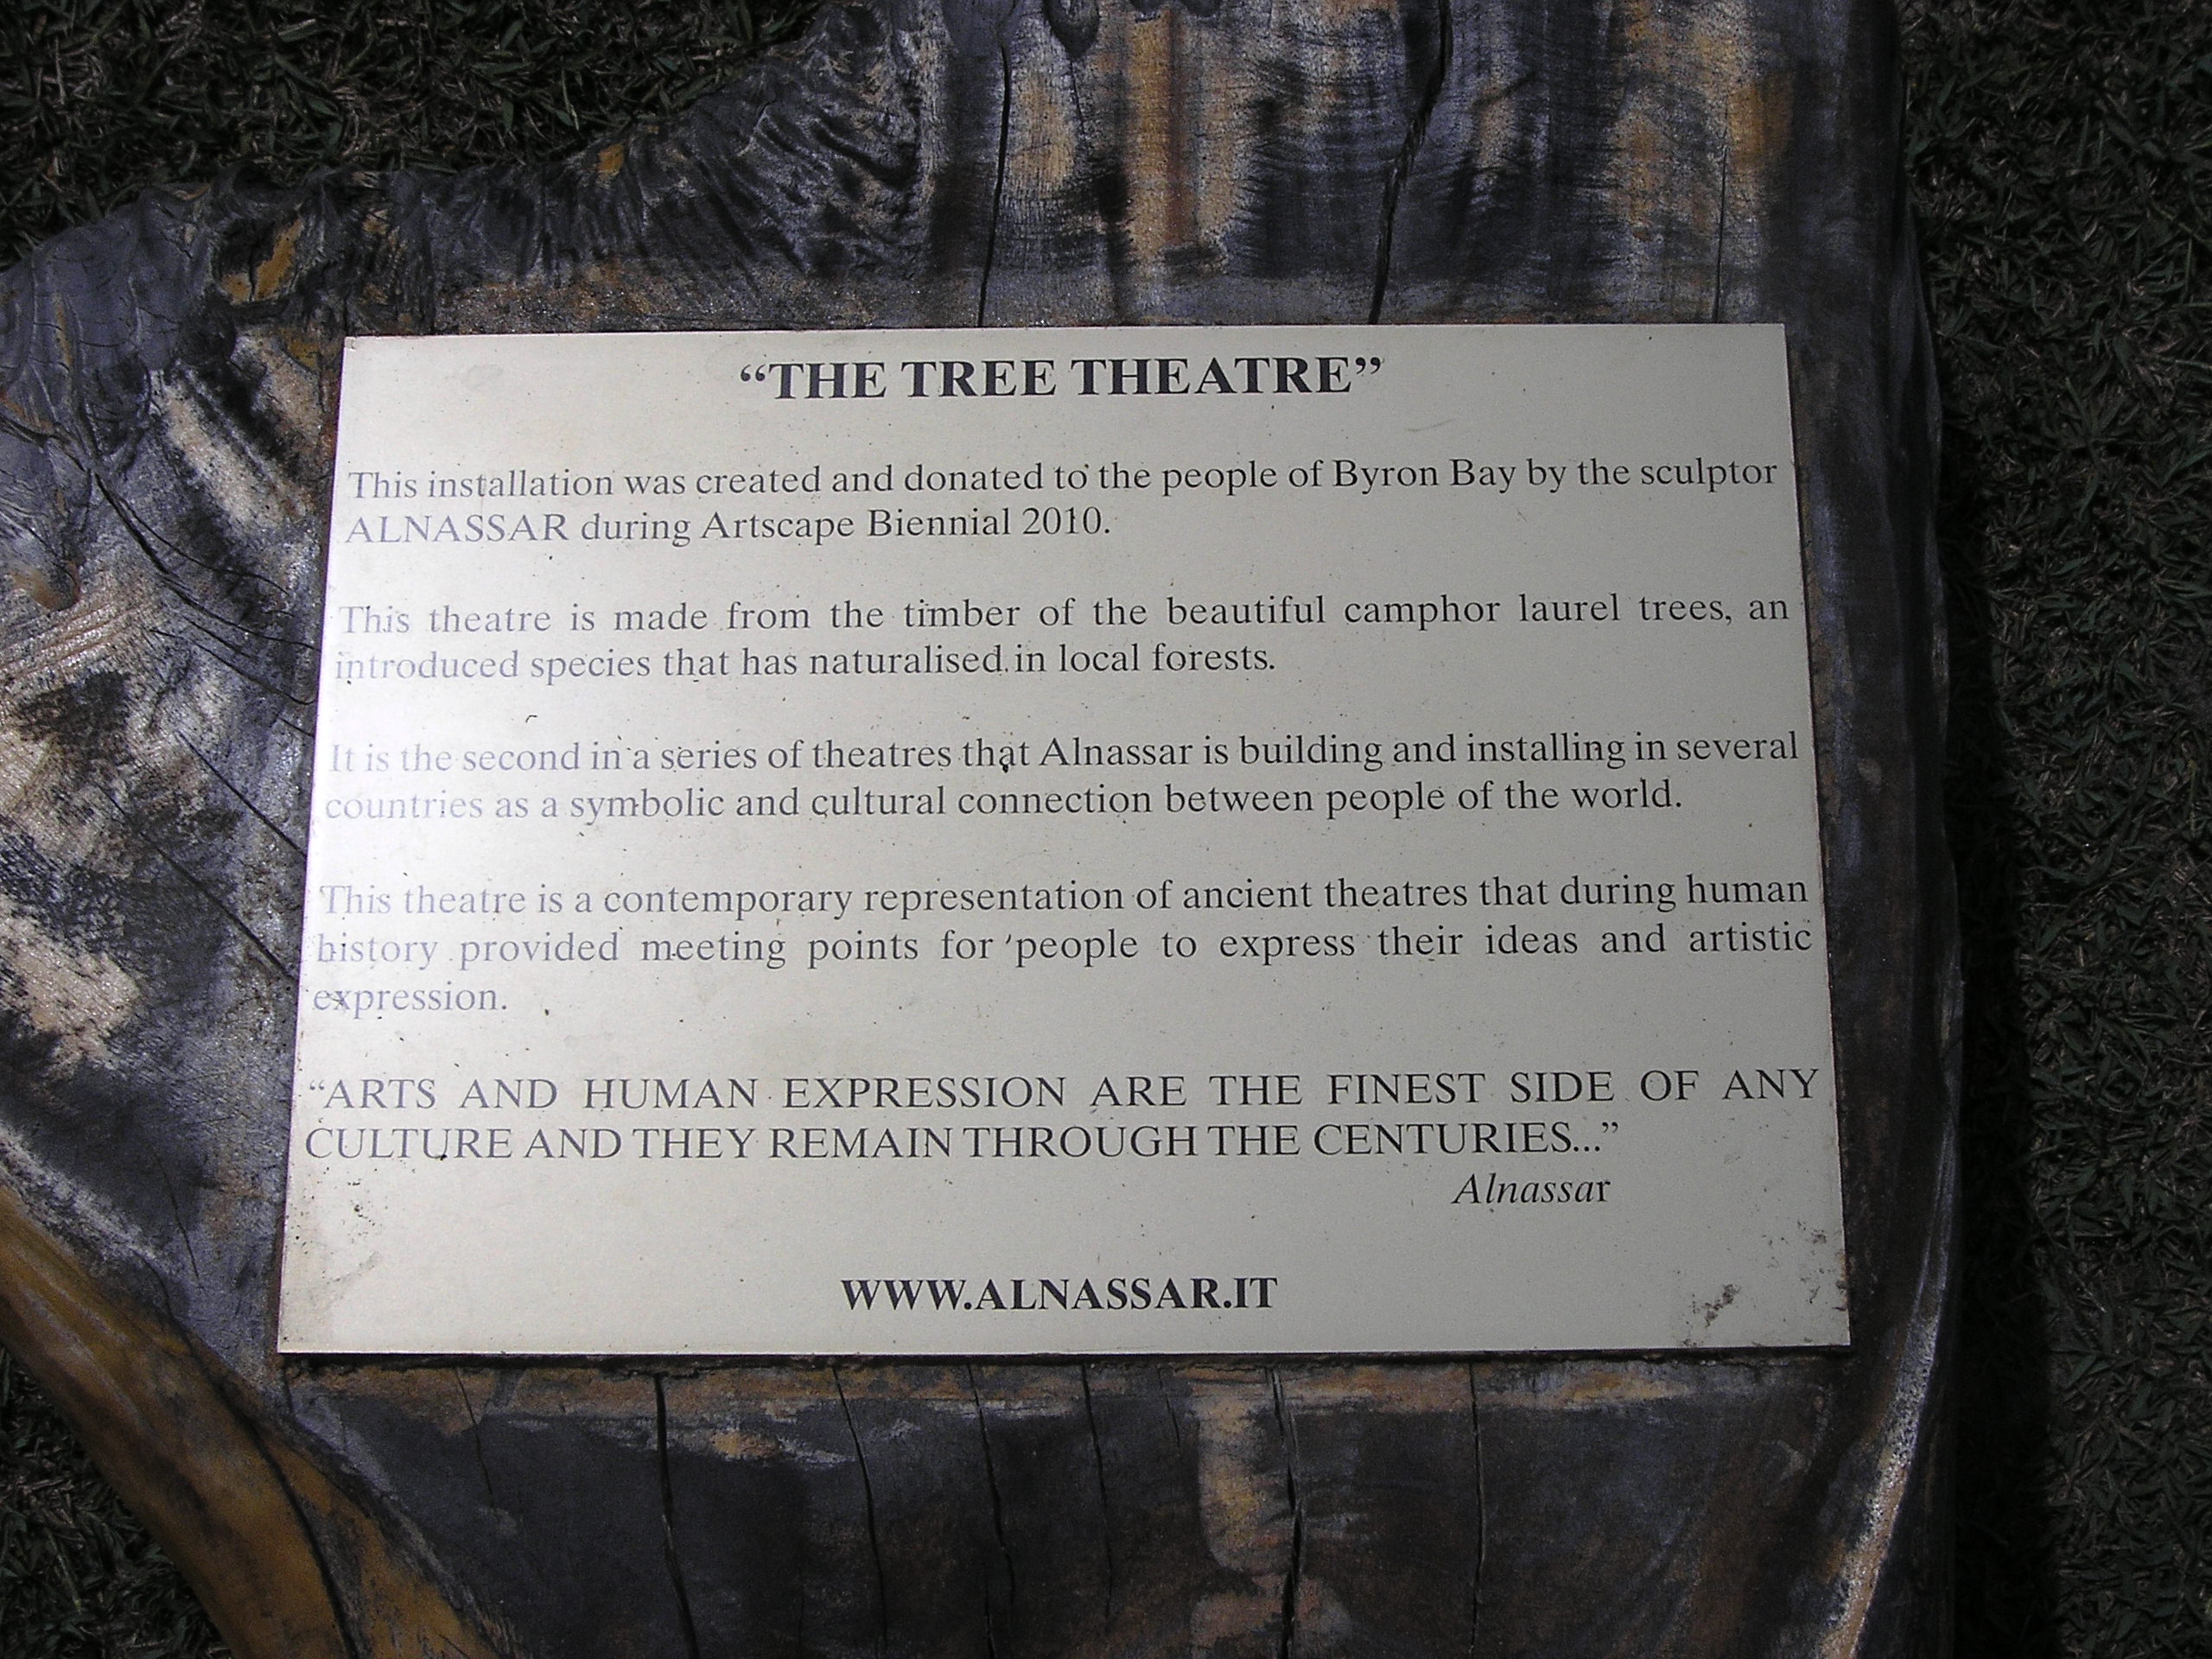 “THE TREE THEATRE”
This installation was created and donated to the people of Byron Bay by the sculptor
ALNASSAR during Artscape Biennial 2010.
This theatre is made from the timber of the beautiful camphor laurel trees, an
introduced species that has naturalised in local forests.
It is the second in a series of theatres that Alnassar is building and installing in several
countries as a symbolic and cultural connection between people of the world.
This theatre is a contemporary representation of ancient theatres that during human
history provided meeting points for people to express their ideas and artistic
expression.
“ARTS AND HUMAN EXPRESSION ARE THE FINEST SIDE OF ANY
CULTURE AND THEY REMAIN THROUGH THE CENTURIES...”
Alnassar
WWW.ALNASSAR.IT